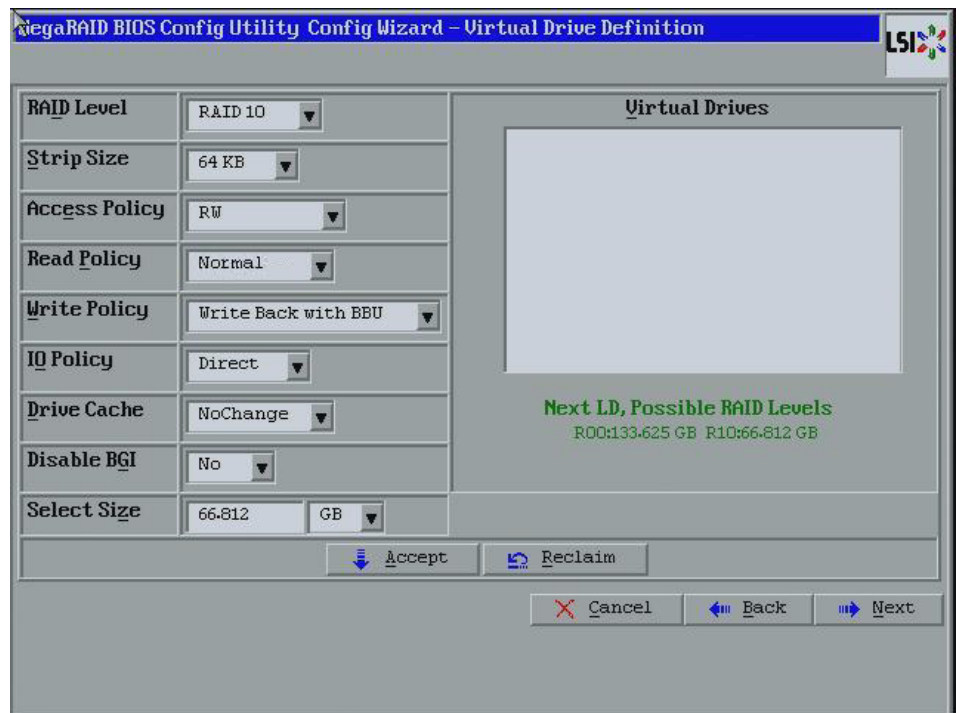 MegaRAID BIOS Config Utility Config Wizard – Virtual Drive Definition
LSI
RAID Level
RAID 10
Strip Size
64 KB
Access Policy
RW
Read Policy
Normal
Write Policy
Write Back with BBU
IO Policy
Direct
Drive Cache
NoChange
Disable BGI
No
Select Size
66.812
GB
Virtual Drives
Next LD, Possible RAID Levels
R00:133.625 GB R10:66.812 GB
Accept
Reclaim
Cancel
Back
Next